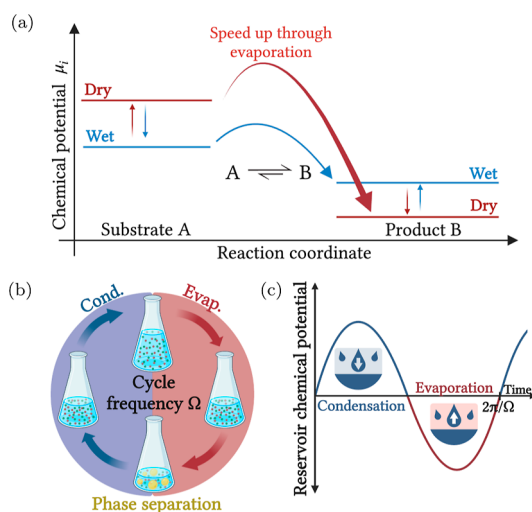 (a)
Speed up through
evaporation
Chemical potential μi
Dry
Wet
A ⇌ B
Wet
Dry
Substrate A
Product B
Reaction coordinate
(b)
Cond.
Evap.
Cycle
frequency Ω
Phase separation
(c)
Reservoir chemical potential
Condensation
Evaporation
Time
2π/Ω